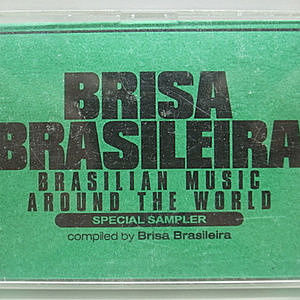 BRISA
BRASILEIRA
BRASILIAN MUSIC
AROUND THE WORLD
SPECIAL SAMPLER
compiled by Brisa Brasileira